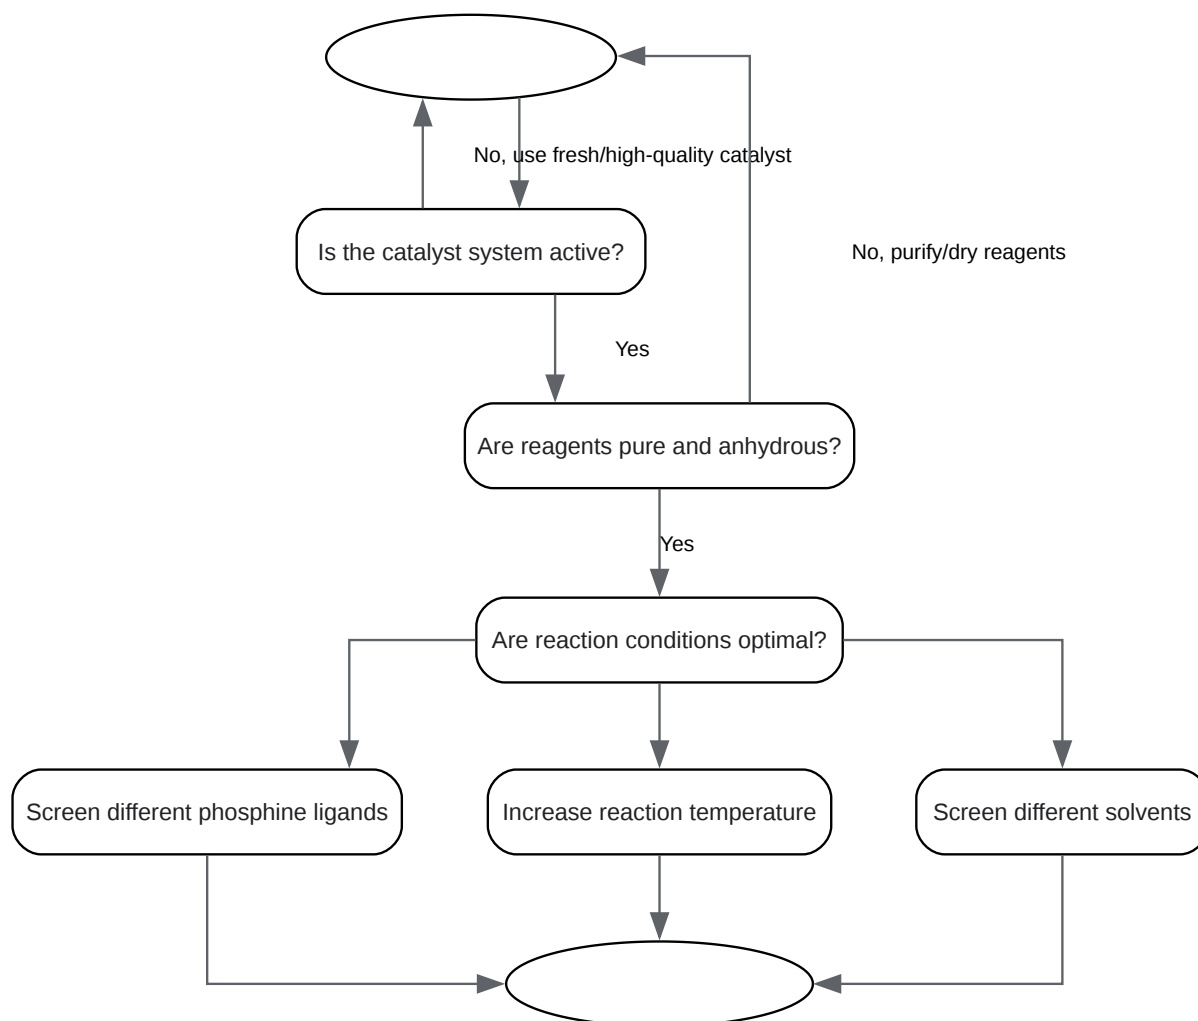 No, use fresh/high-quality catalyst
Is the catalyst system active?
No, purify/dry reagents
Yes
Are reagents pure and anhydrous?
Yes
Are reaction conditions optimal?
Screen different phosphine ligands
Increase reaction temperature
Screen different solvents